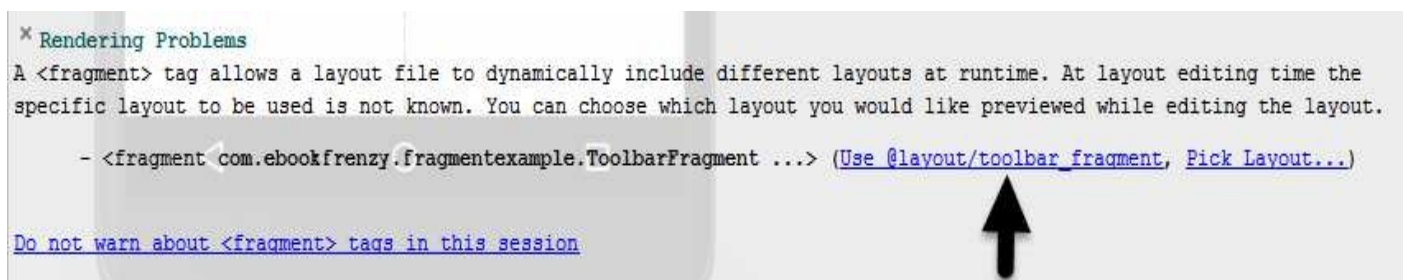 × Rendering Problems
A <fragment> tag allows a layout file to dynamically include different layouts at runtime. At layout editing time the
specific layout to be used is not known. You can choose which layout you would like previewed while editing the layout.
- <fragment com.ebookfrenzy.fragmentexample.ToolbarFragment ...> (Use @layout/toolbar_fragment, Pick Layout...)
Do not warn about <fragment> tags in this session